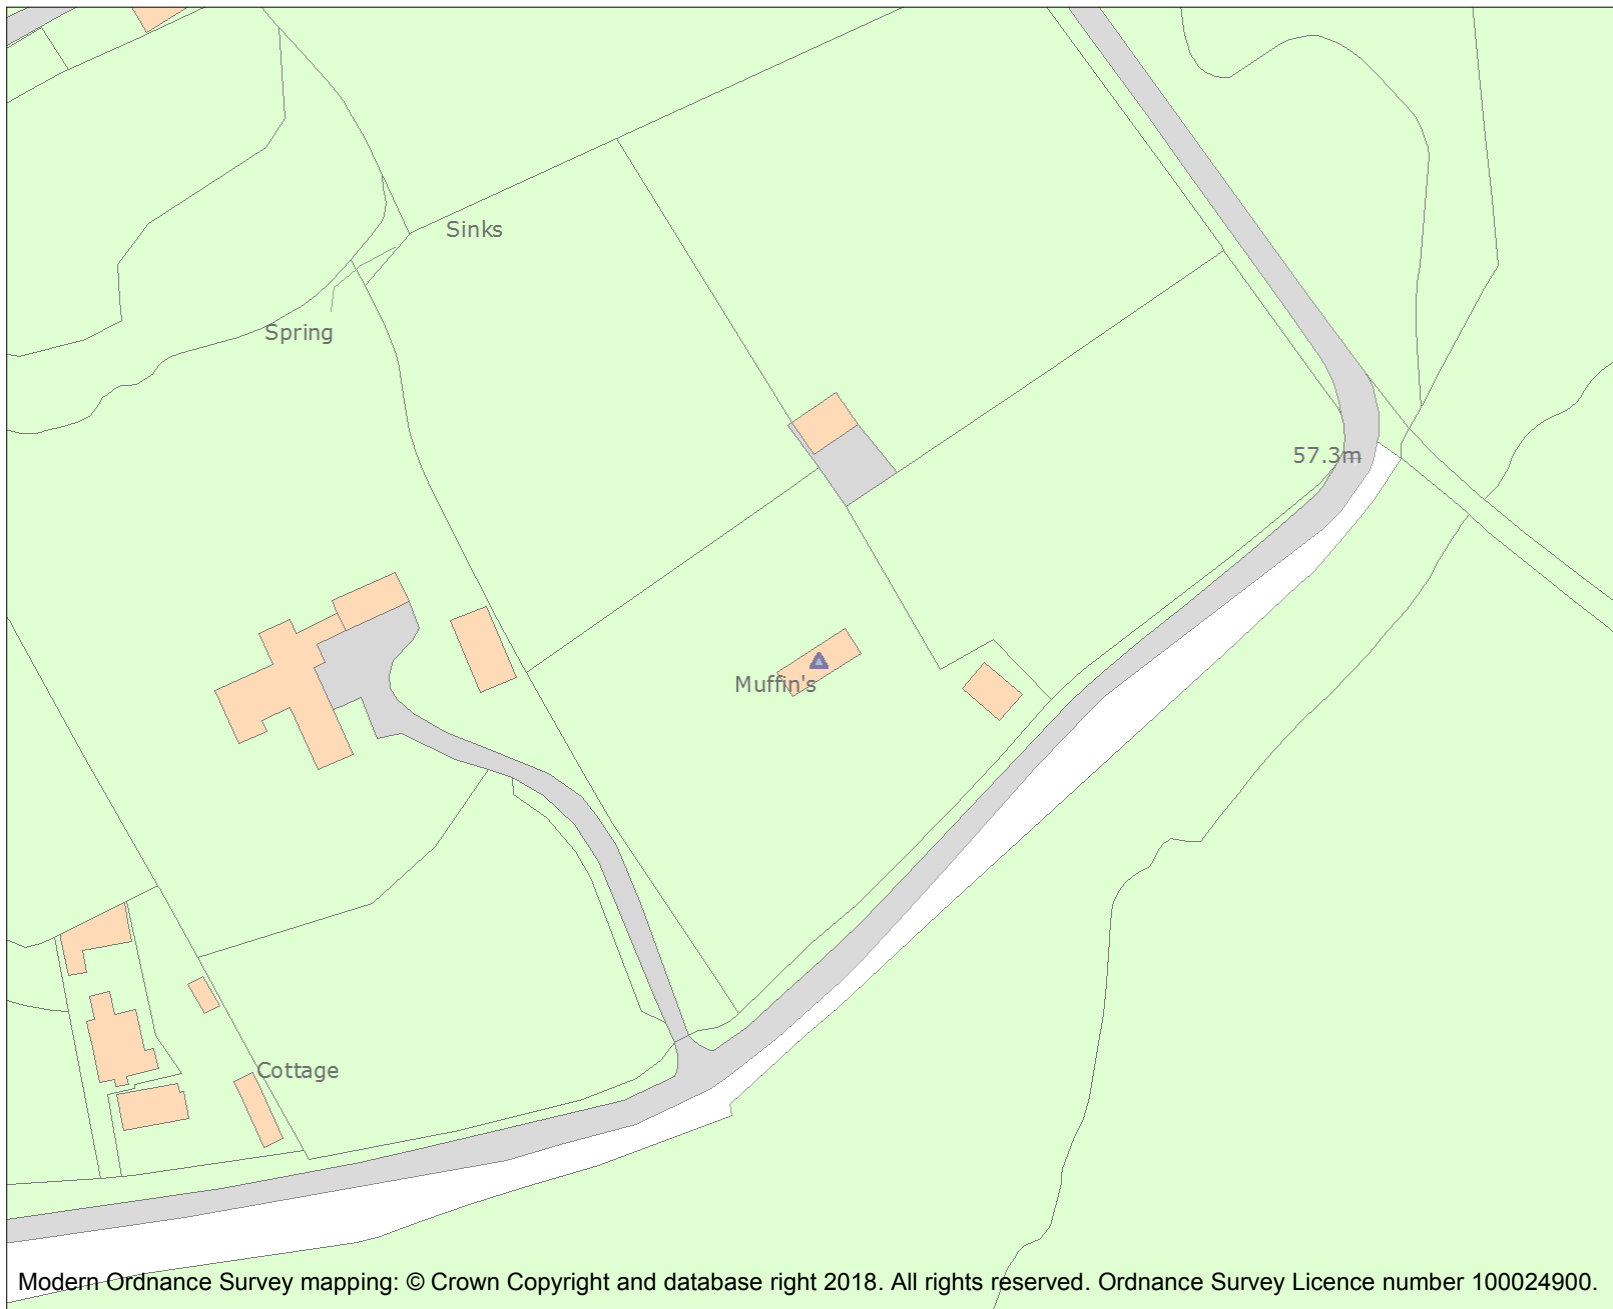 Sinks
Spring
57.3m
Muffin's
Cottage
Modern Ordnance Survey mapping: © Crown Copyright and database right 2018. All rights reserved. Ordnance Survey Licence number 100024900.